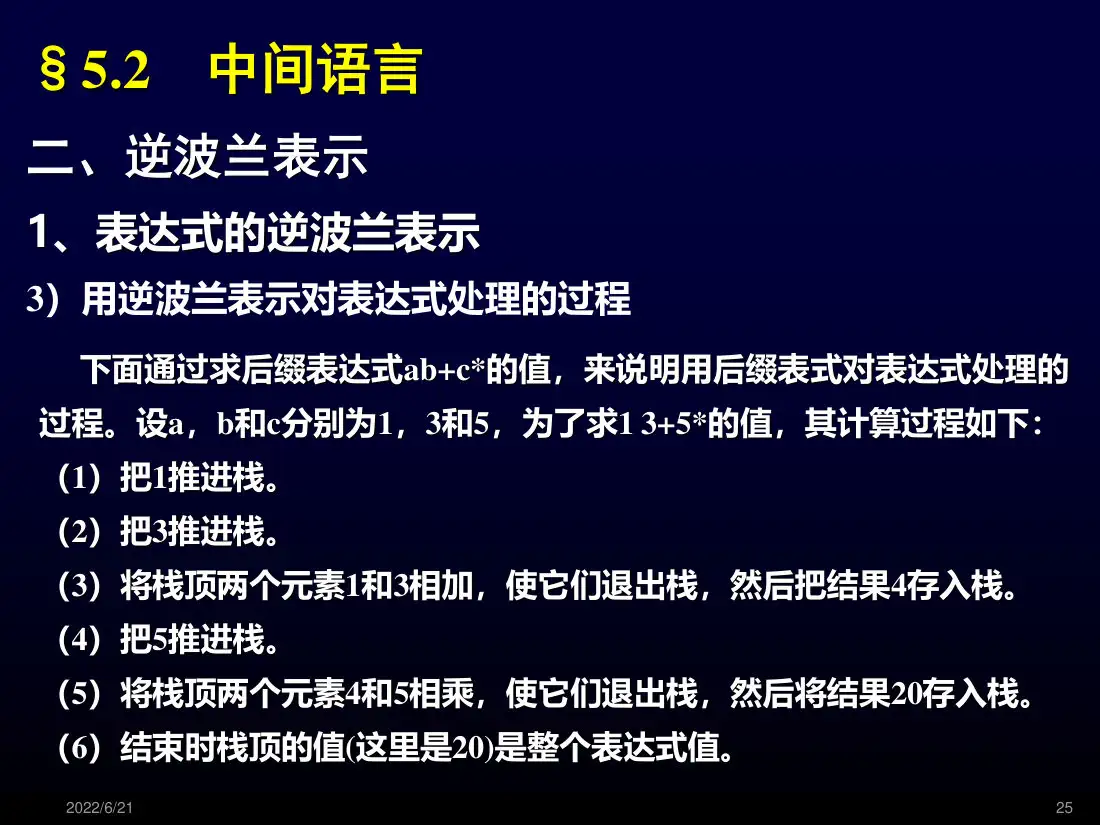 §5.2 中间语言
二、逆波兰表示
1、表达式的逆波兰表示
3）用逆波兰表示对表达式处理的过程
下面通过求后缀表达式ab+c*的值，来说明用后缀表式对表达式处理的
过程。设a，b和c分别为1，3和5，为了求1 3+5*的值，其计算过程如下：
（1）把1推进栈。
（2）把3推进栈。
（3）将栈顶两个元素1和3相加，使它们退出栈，然后把结果4存入栈。
（4）把5推进栈。
（5）将栈顶两个元素4和5相乘，使它们退出栈，然后将结果20存入栈。
（6）结束时栈顶的值(这里是20)是整个表达式值。
2022/6/21
25